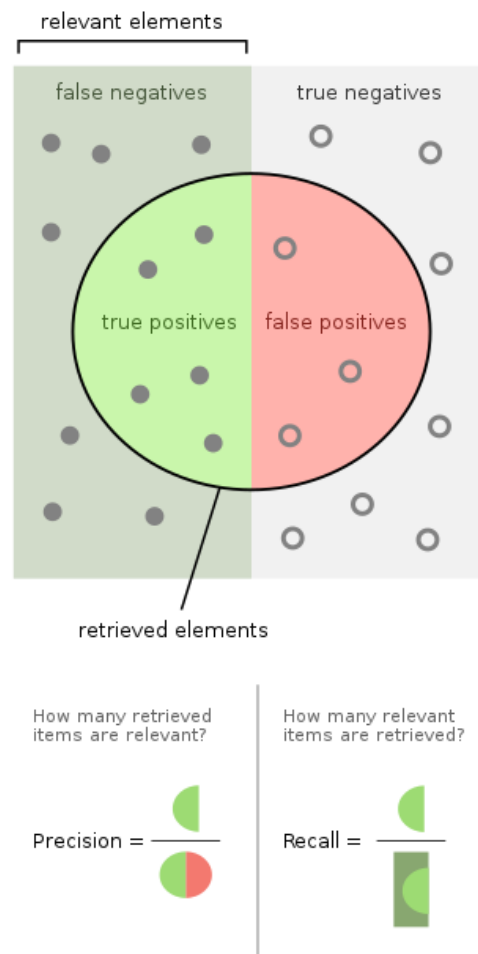 relevant elements
false negatives
true negatives
true positives
false positives
retrieved elements
How many retrieved
items are relevant?
How many relevant
items are retrieved?
Precision =
Recall =